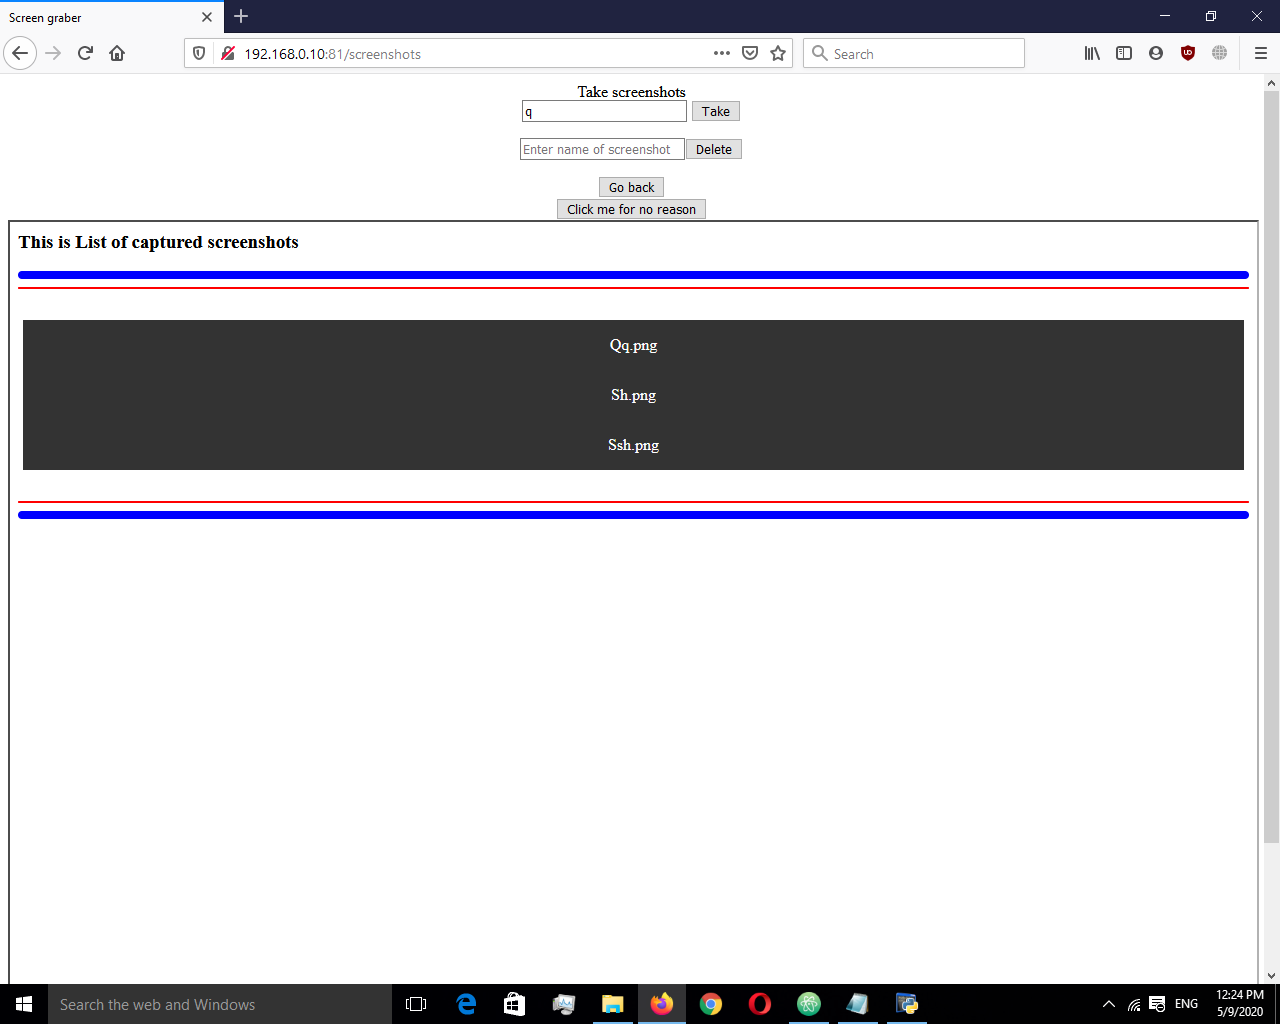 Screen graber
192.168.0.10:81/screenshots
Search
Take screenshots
q
Take
Enter name of screenshot
Delete
Go back
Click me for no reason
This is List of captured screenshots
Qq.png
Sh.png
Ssh.png
Search the web and Windows
ENG
12:24 PM
5/9/2020